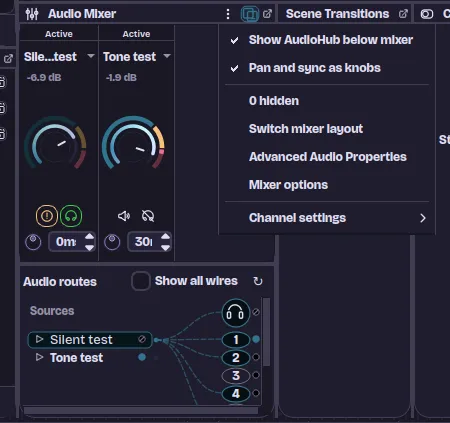 Audio Mixer
Scene Transitions
Active
Active
Sile...test
Tone test
-6.9 dB
-1.9 dB
0m
30
Show AudioHub below mixer
Pan and sync as knobs
0 hidden
Switch mixer layout
Advanced Audio Properties
Mixer options
Channel settings
Audio routes
Show all wires
Sources
Silent test
Tone test
1
2
3
4